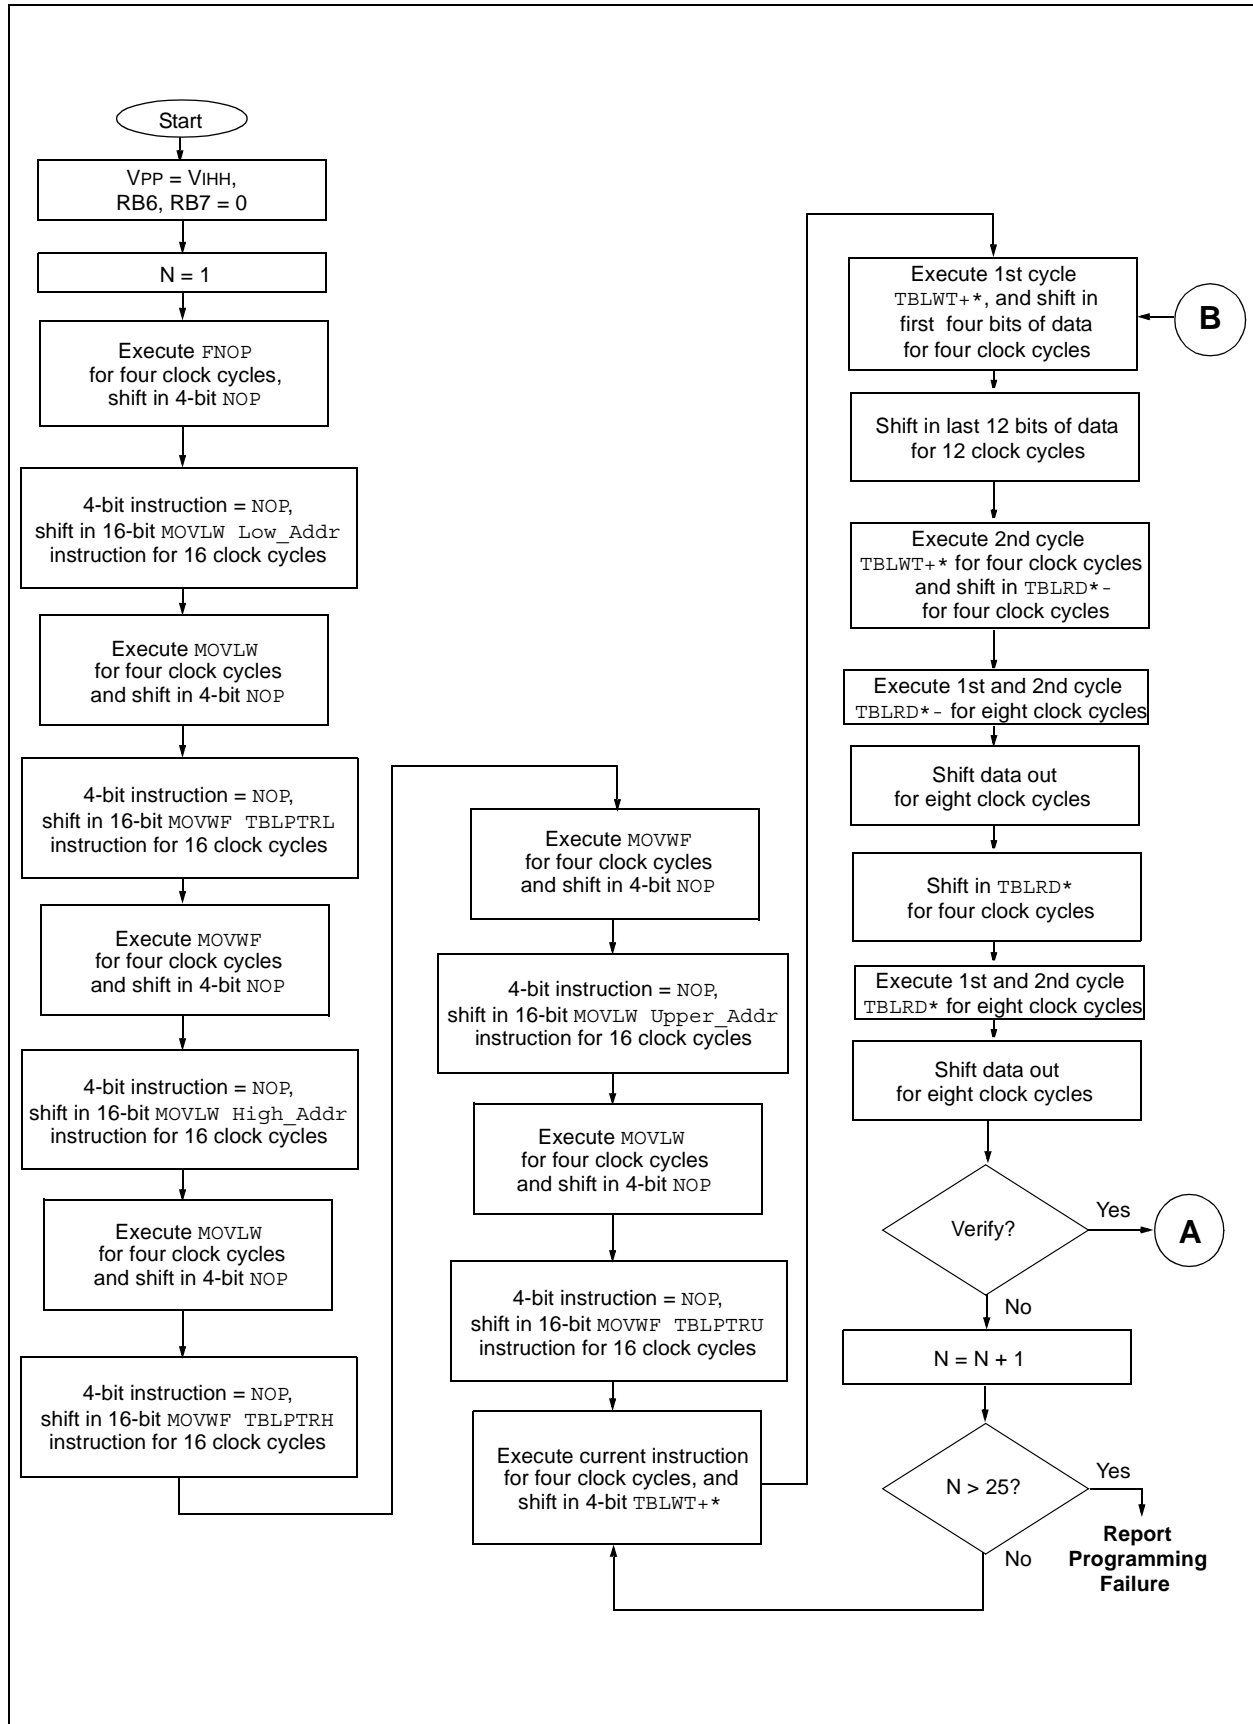 Start
VPP = VIHH,
RB6, RB7 = 0
N = 1
Execute FNOP
for four clock cycles,
shift in 4-bit NOP
4-bit instruction = NOP,
shift in 16-bit MOVLW Low_Addr
instruction for 16 clock cycles
Execute MOVLW
for four clock cycles
and shift in 4-bit NOP
4-bit instruction = NOP,
shift in 16-bit MOVWF TBLPTRL
instruction for 16 clock cycles
Execute MOVWF
for four clock cycles
and shift in 4-bit NOP
4-bit instruction = NOP,
shift in 16-bit MOVLW High_Addr
instruction for 16 clock cycles
Execute MOVLW
for four clock cycles
and shift in 4-bit NOP
4-bit instruction = NOP,
shift in 16-bit MOVWF TBLPTRH
instruction for 16 clock cycles
Execute MOVWF
for four clock cycles
and shift in 4-bit NOP
4-bit instruction = NOP,
shift in 16-bit MOVLW Upper_Addr
instruction for 16 clock cycles
Execute MOVLW
for four clock cycles
and shift in 4-bit NOP
4-bit instruction = NOP,
shift in 16-bit MOVWF TBLPTRU
instruction for 16 clock cycles
Execute current instruction
for four clock cycles, and
shift in 4-bit TBLWT+*
Execute 1st cycle
TBLWT+*, and shift in
first four bits of data
for four clock cycles
B
Shift in last 12 bits of data
for 12 clock cycles
Execute 2nd cycle
TBLWT+* for four clock cycles
and shift in TBLRD*-
for four clock cycles
Execute 1st and 2nd cycle
TBLRD*- for eight clock cycles
Shift data out
for eight clock cycles
Shift in TBLRD*
for four clock cycles
Execute 1st and 2nd cycle
TBLRD* for eight clock cycles
Shift data out
for eight clock cycles
Verify?
Yes
A
No
N = N + 1
N > 25?
Yes
No
Report
Programming
Failure